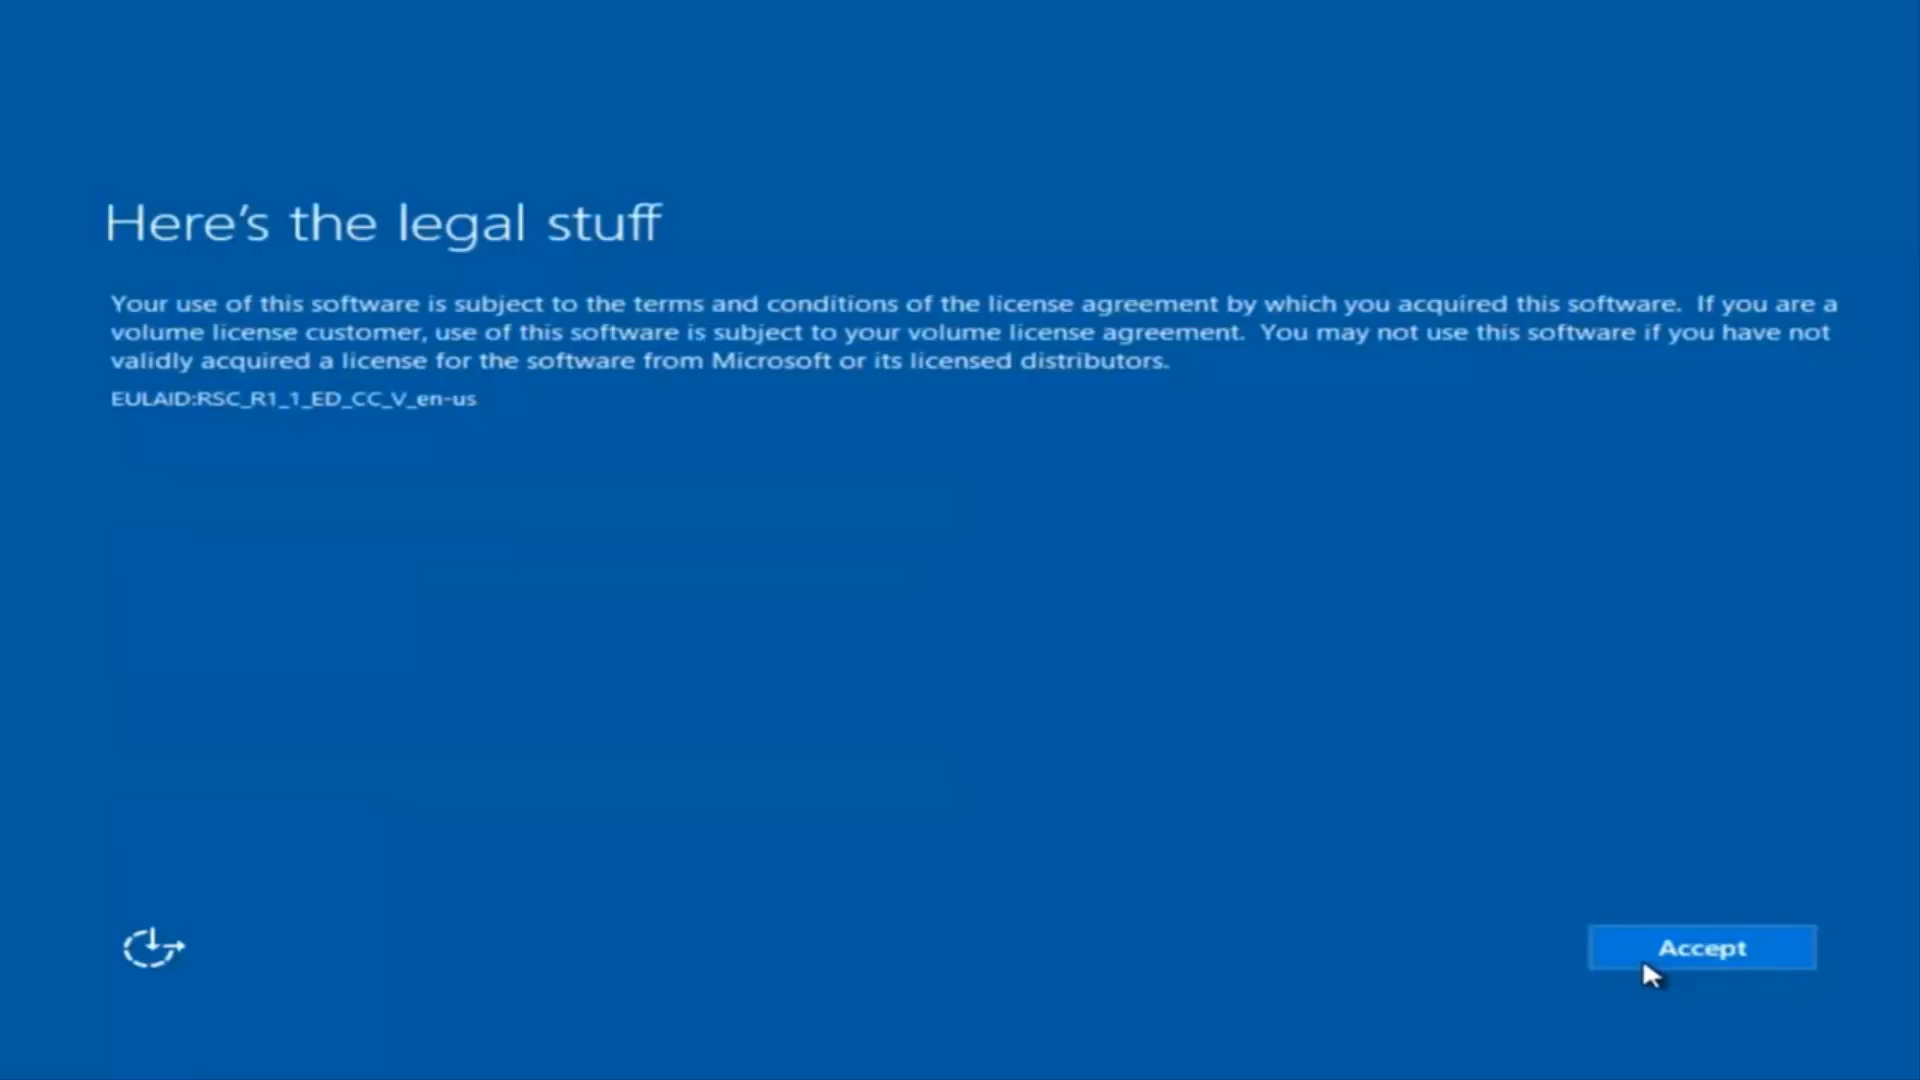 Here's the legal stuff
Your use of this software is subject to the terms and conditions of the license agreement by which you acquired this software.  If you are a
volume license customer, use of this software is subject to your volume license agreement.  You may not use this software if you have not
validly acquired a license for the software from Microsoft or its licensed distributors.
EULAID:RSC_R1_1_ED_CC_V_en-us
Accept